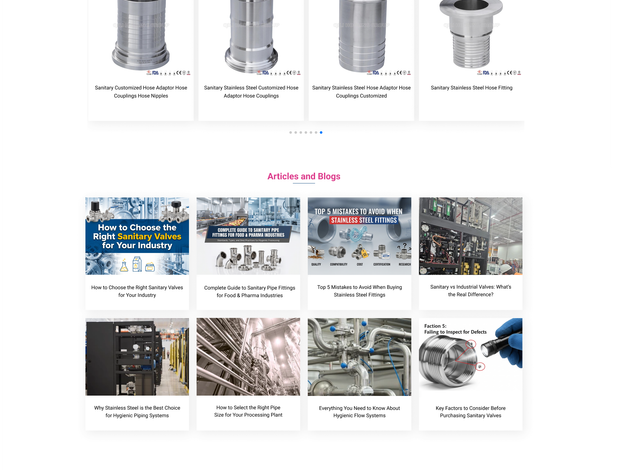 Sanitary Customized Hose Adaptor Hose
Couplings Hose Nipples
Sanitary Stainless Steel Customized Hose
Adaptor Hose Couplings
Sanitary Stainless Steel Hose Adaptor Hose
Couplings Customized
Sanitary Stainless Steel Hose Fitting
Articles and Blogs
How to Choose the
Right Sanitary Valves
for Your Industry
COMPLETE GUIDE TO SANITARY PIPE
FITTINGS FOR FOOD & PHARMA INDUSTRIES
TOP 5 MISTAKES TO AVOID WHEN
STAINLESS STEEL FITTINGS
QUALITY COMPATIBILITY COST CERTIFICATION RESEARCH
How to Choose the Right Sanitary Valves
for Your Industry
Complete Guide to Sanitary Pipe Fittings
for Food & Pharma Industries
Top 5 Mistakes to Avoid When Buying
Stainless Steel Fittings
Sanitary vs Industrial Valves: What's
the Real Difference?
Faction 5:
Failing to Inspect for Defects
Why Stainless Steel is the Best Choice
for Hygienic Piping Systems
How to Select the Right Pipe
Size for Your Processing Plant
Everything You Need to Know About
Hygienic Flow Systems
Key Factors to Consider Before
Purchasing Sanitary Valves